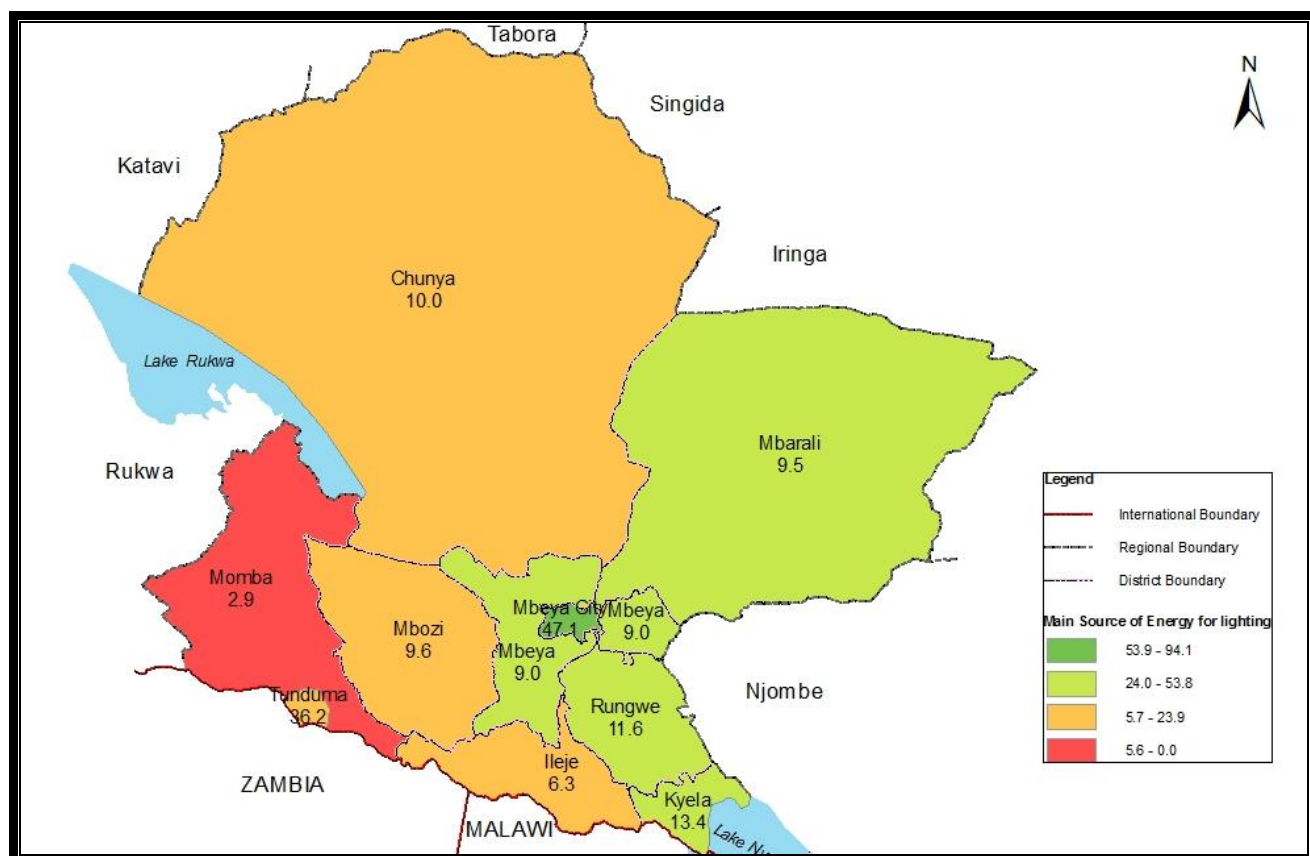 Tabora
N
Singida
Katavi
Iringa
Chunya
10.0
Lake Rukwa
Mbarali
9.5
Rukwa
Legend
International Boundary
Regional Boundary
District Boundary
Momba
2.9
Mbozi
9.6
Mbeya City
47.1
Mbeya
9.0
Mbeya
9.0
Main Source of Energy for lighting
53.9 - 94.1
24.0 - 53.8
5.7 - 23.9
5.6 - 0.0
Tunduma
36.2
Njombe
Rungwe
11.6
ZAMBIA
Ileje
6.3
Kyela
13.4
MALAWI
Lake